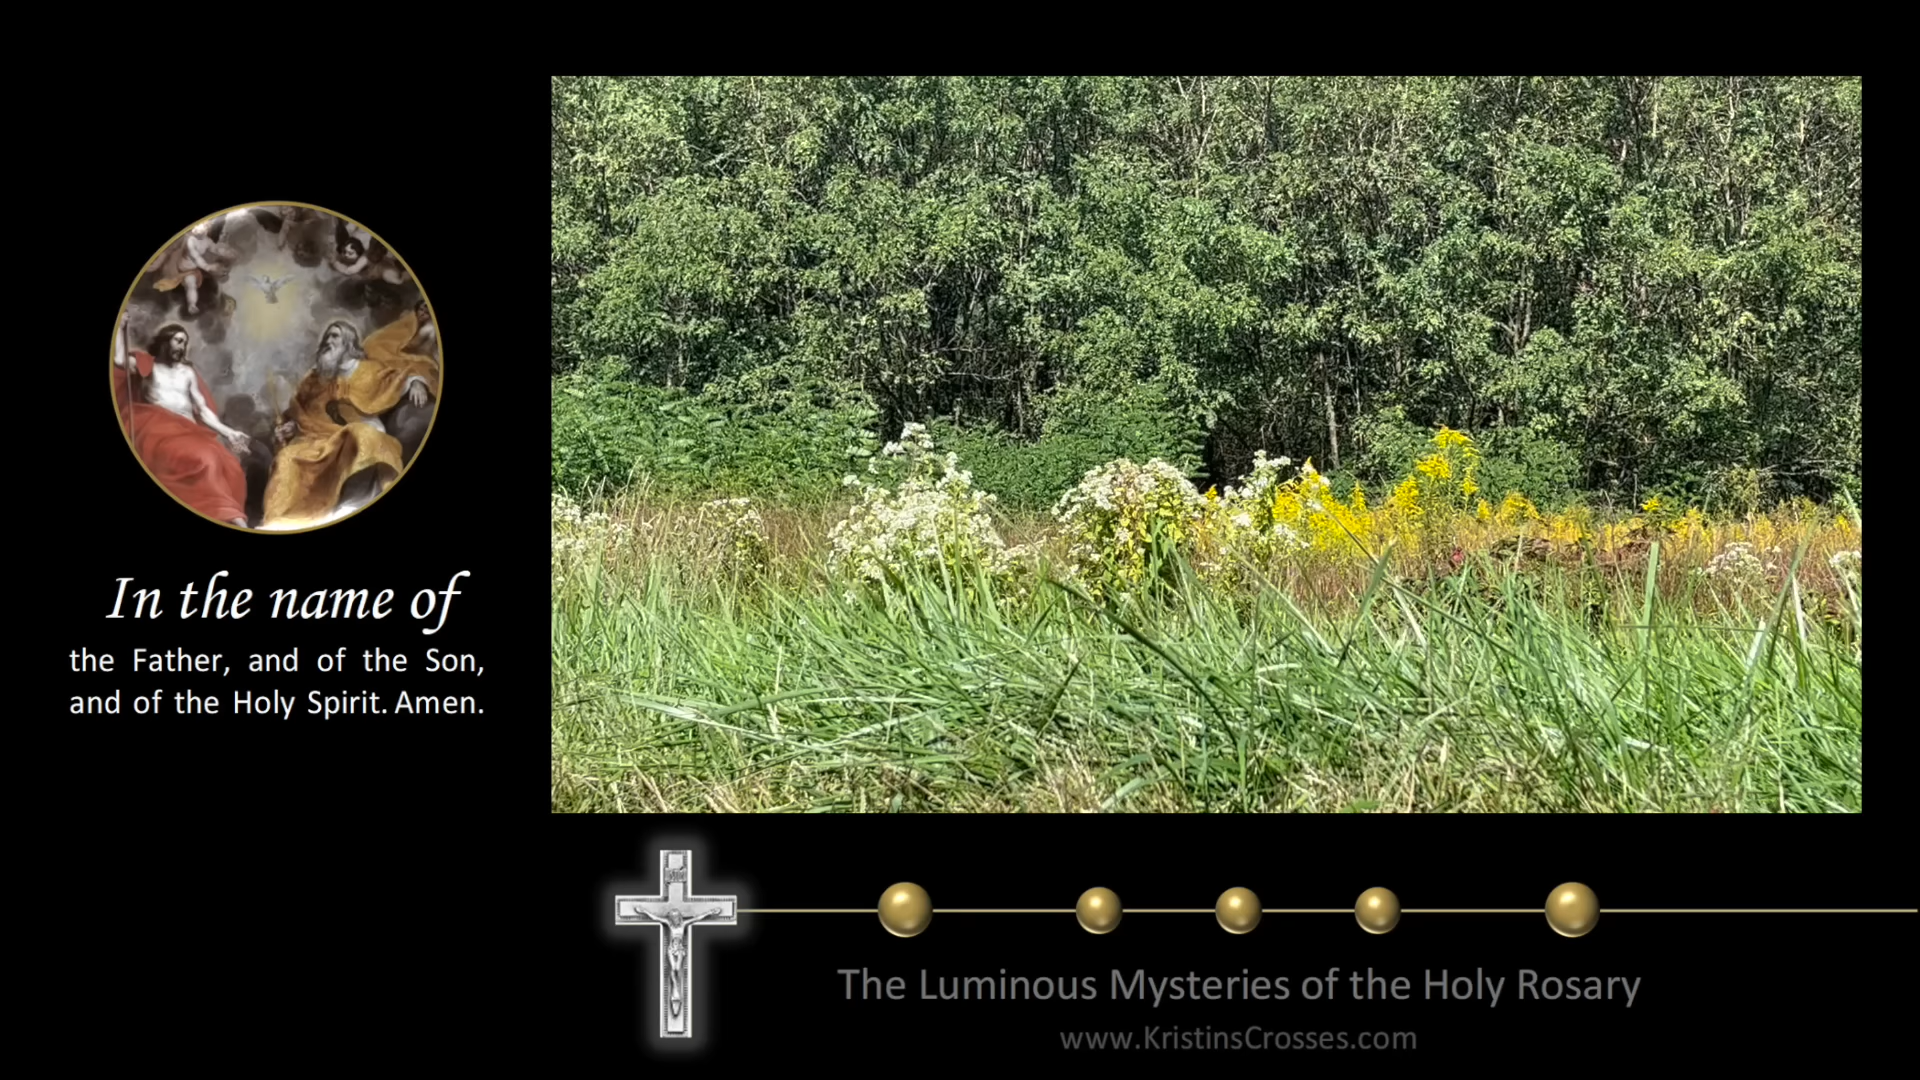 In the name of
the Father, and of the Son,
and of the Holy Spirit. Amen.
The Luminous Mysteries of the Holy Rosary
www.KristinsCrosses.com